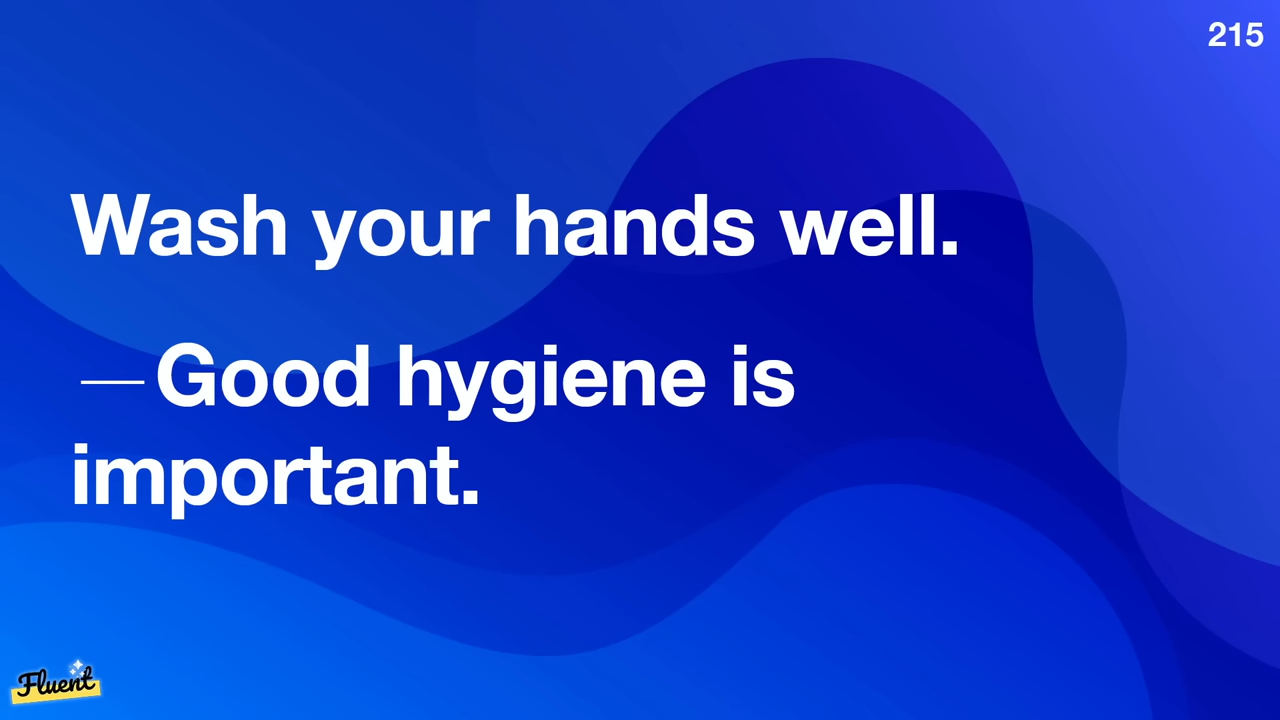 215
Wash your hands well.
—Good hygiene is
important.
Fluent